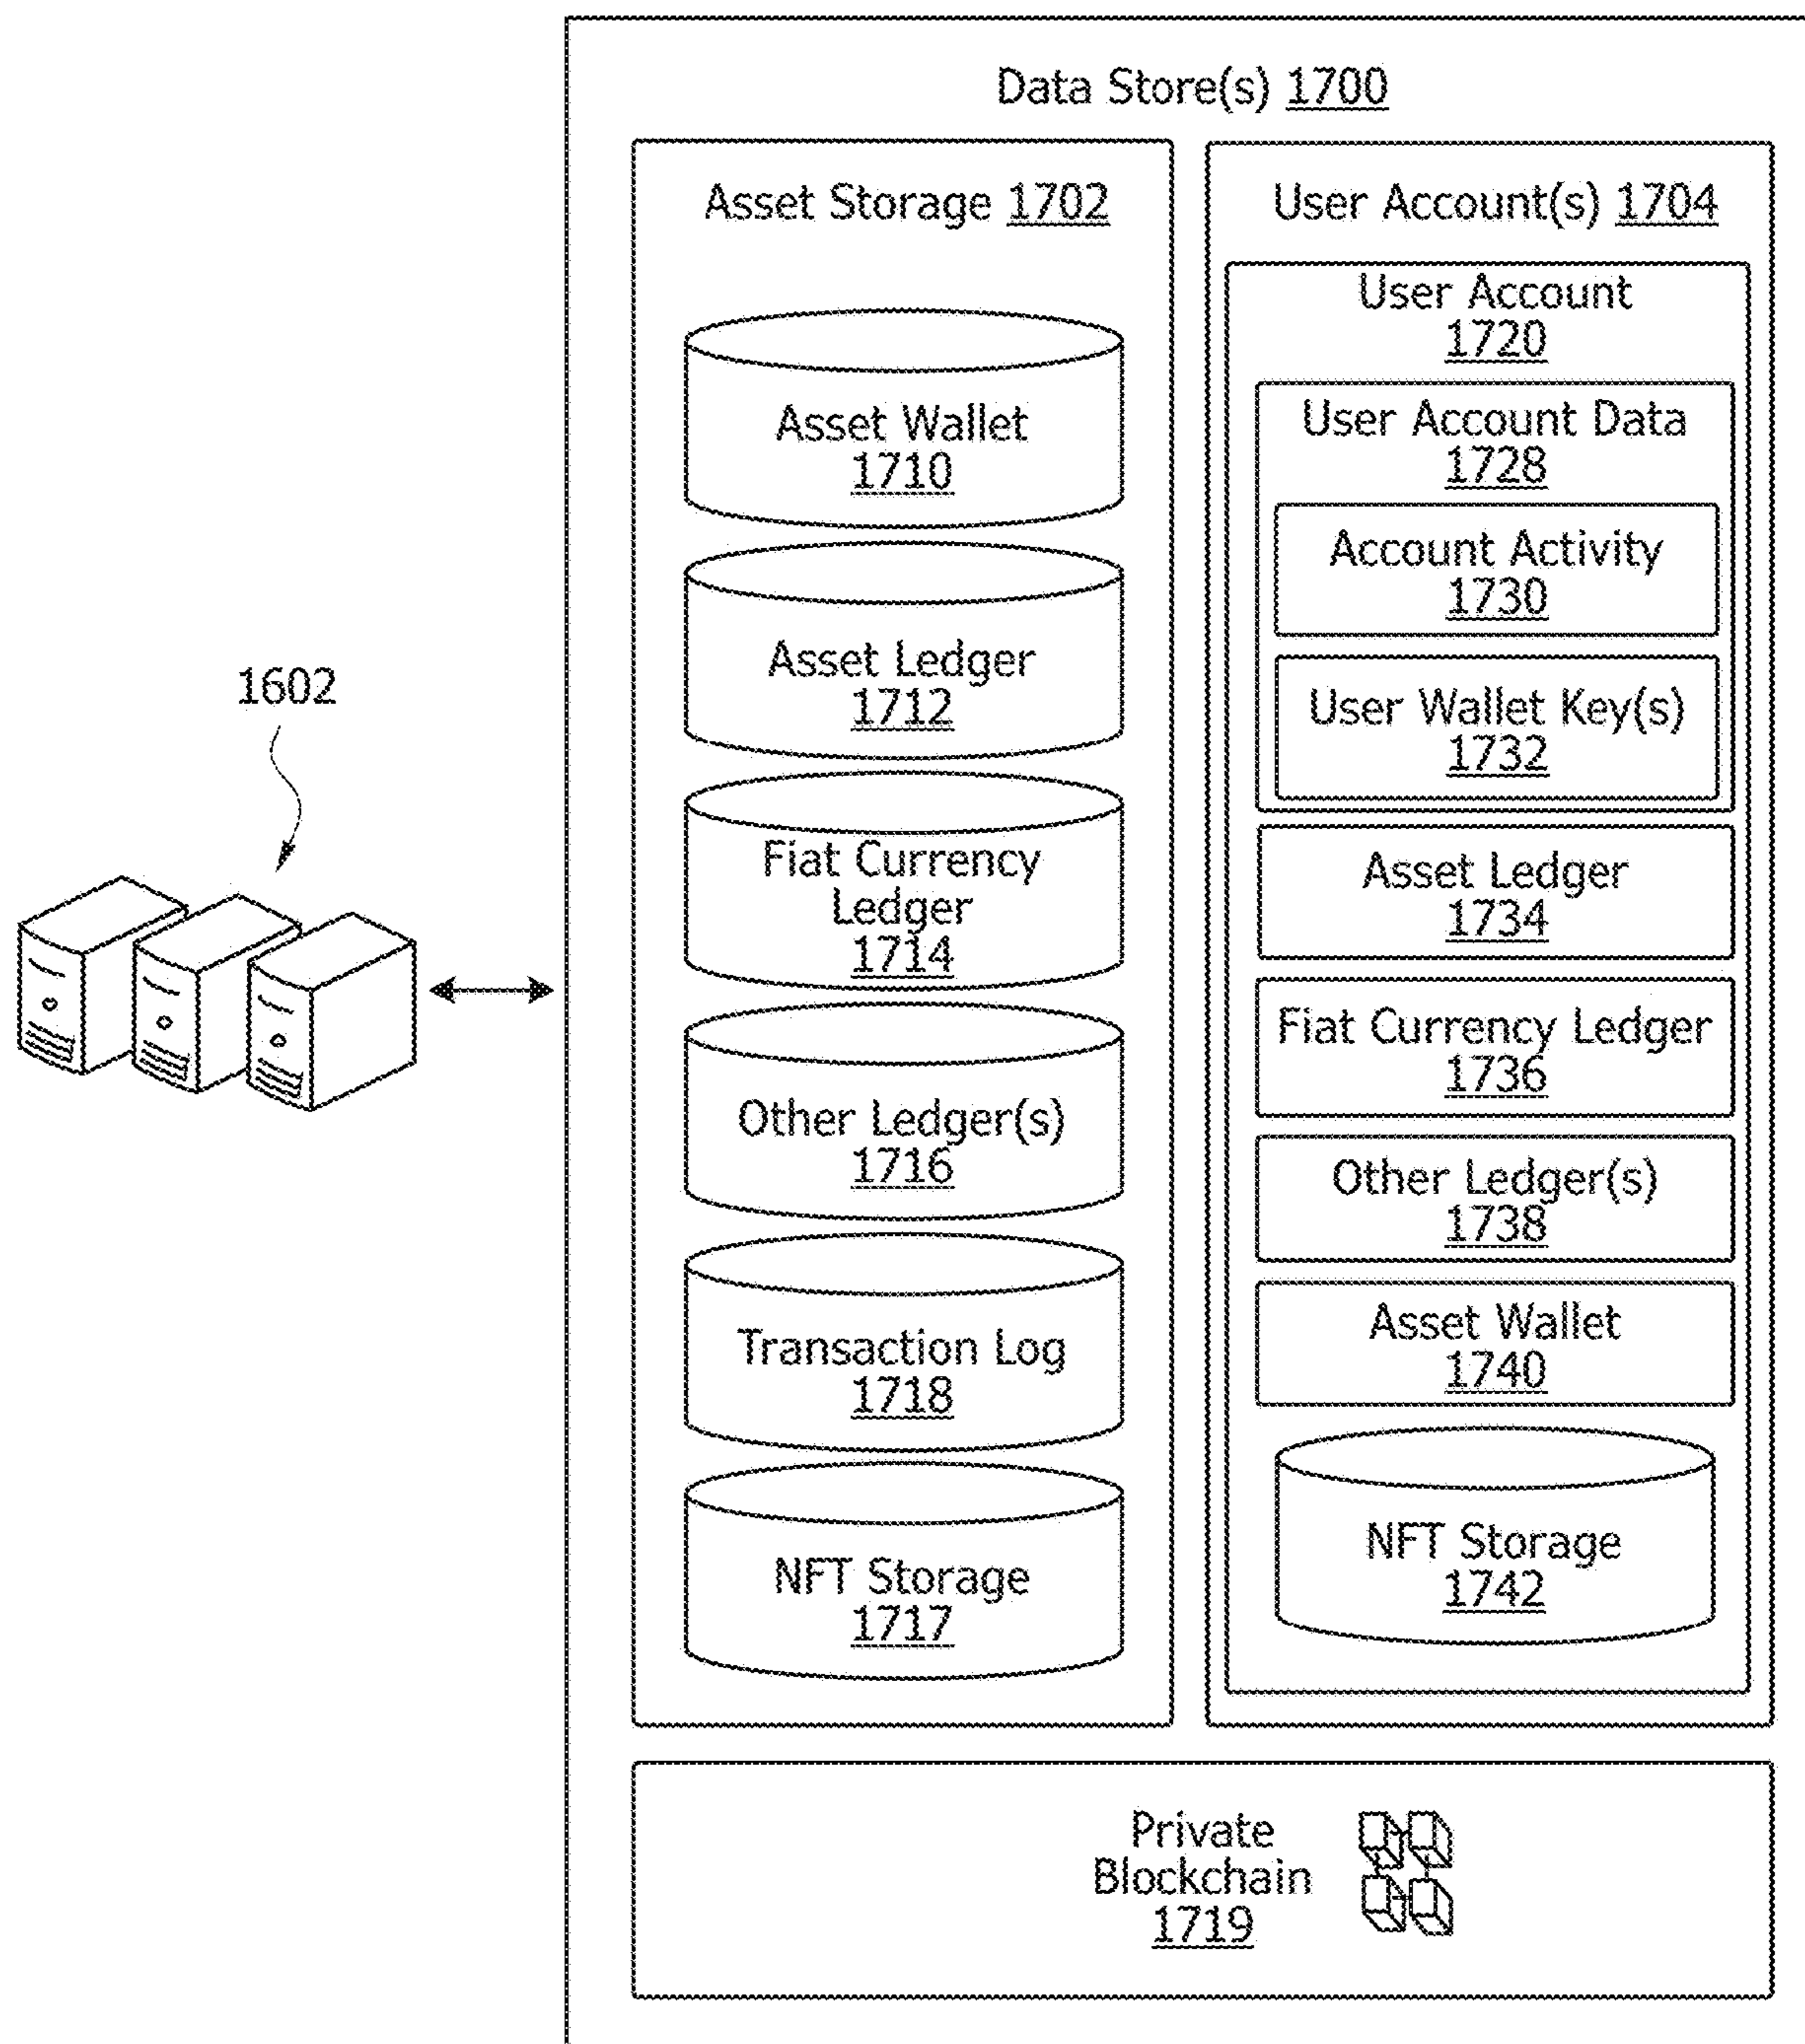 Data Store(s) 1700
Asset Storage 1702
Asset Wallet
1710
Asset Ledger
1712
Fiat Currency
Ledger
1714
Other Ledger(s)
1716
Transaction Log
1718
NFT Storage
1717
User Account(s) 1704
User Account
1720
User Account Data
1728
Account Activity
1730
User Wallet Key(s)
1732
Asset Ledger
1734
Fiat Currency Ledger
1736
Other Ledger(s)
1738
Asset Wallet
1740
NFT Storage
1742
Private
Blockchain
1719
1602